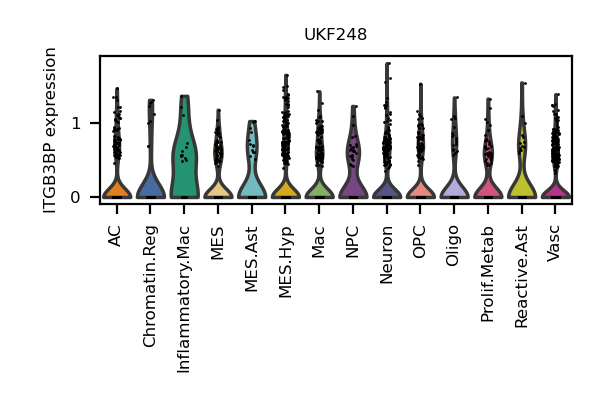 UKF248
ITGB3BP expression
1
0
AC
Chromatin.Reg
Inflammatory.Mac
MES
MES.Ast
MES.Hyp
Mac
NPC
Neuron
OPC
Oligo
Prolif.Metab
Reactive.Ast
Vasc